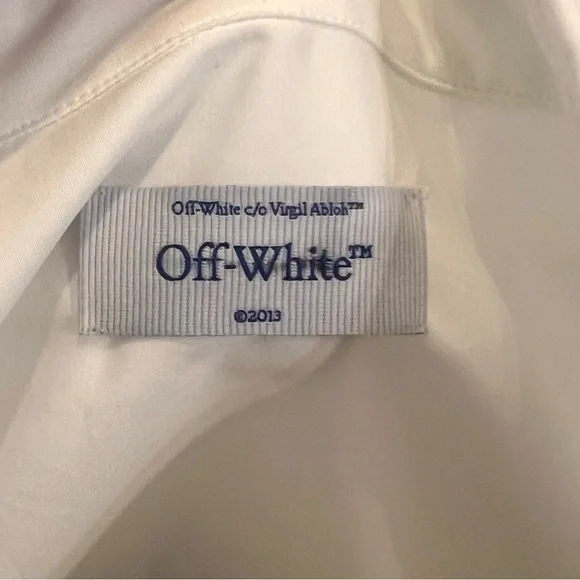 Off-White c/o Virgil Abloh™
Off-White™
©2013